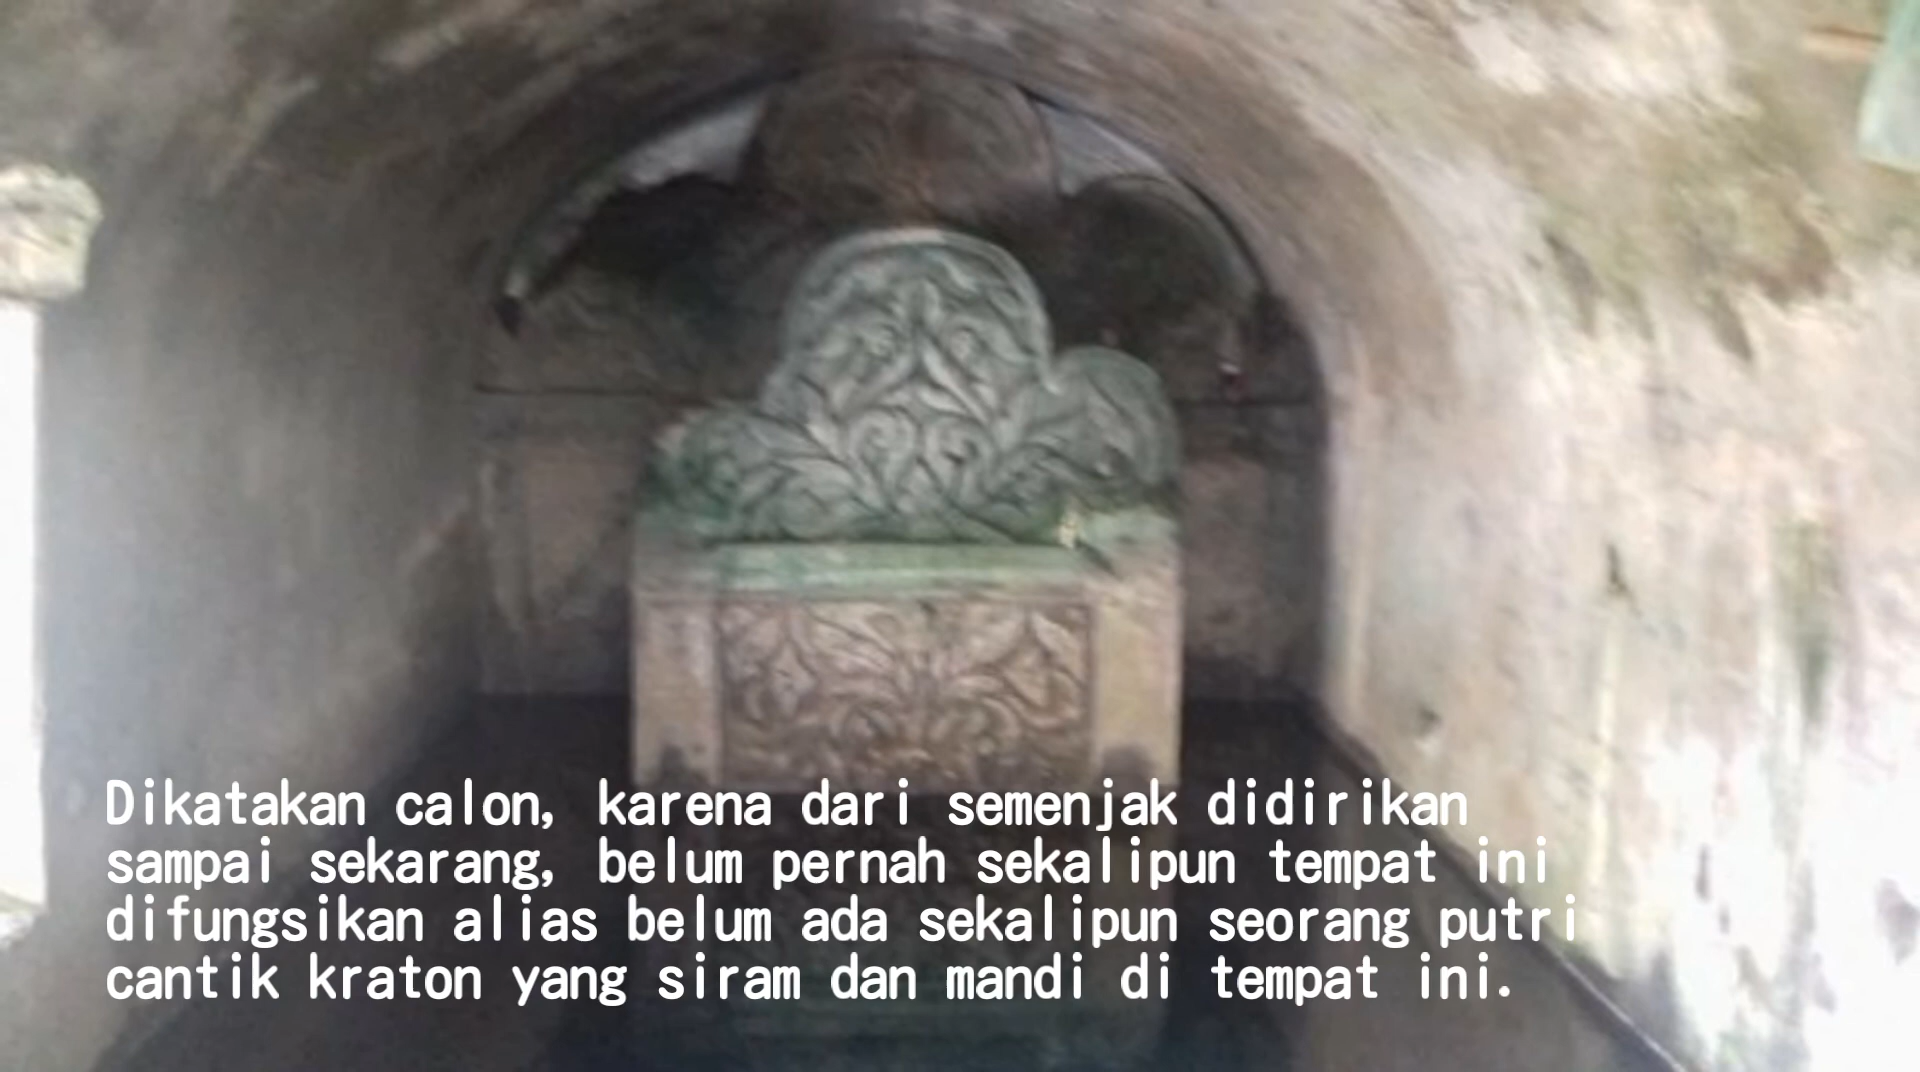 Dikatakan calon, karena dari semenjak didirikan
sampai sekarang, belum pernah sekalipun tempat ini
difungsikan alias belum ada sekalipun seorang putri
cantik kraton yang siram dan mandi di tempat ini.